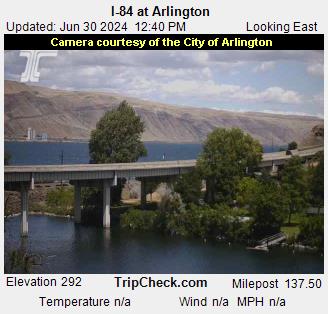 I-84 at Arlington
Updated: Jun 30 2024 12:40 PM Looking East
Camera courtesy of the City of Arlington
Elevation 292 TripCheck.com Milepost 137.50
Temperature n/a Wind n/a MPH n/a